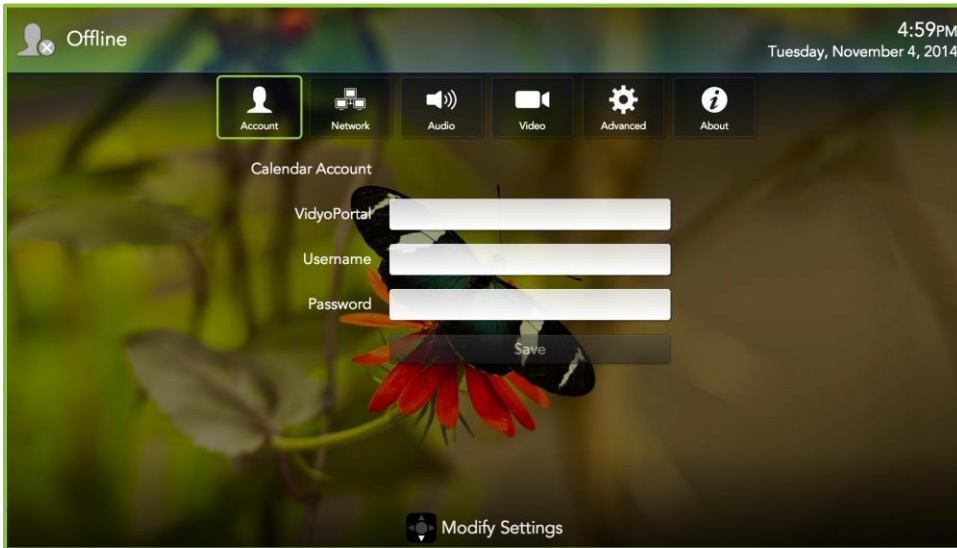 Offline
4:59PM
Tuesday, November 4, 2014
Account Network Audio Video Advanced About
Calendar Account
VidyoPortal
Username
Password
Save
Modify Settings